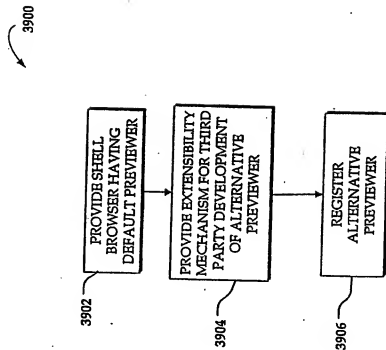 3900
PROVIDE SHELL
BROWSER HAVING
DEFAULT PREVIEWER
3902
PROVIDE EXTENSIBILITY
MECHANISM FOR THIRD
PARTY DEVELOPMENT
OF ALTERNATIVE
PREVIEWER
3904
REGISTER
ALTERNATIVE
PREVIEWER
3906